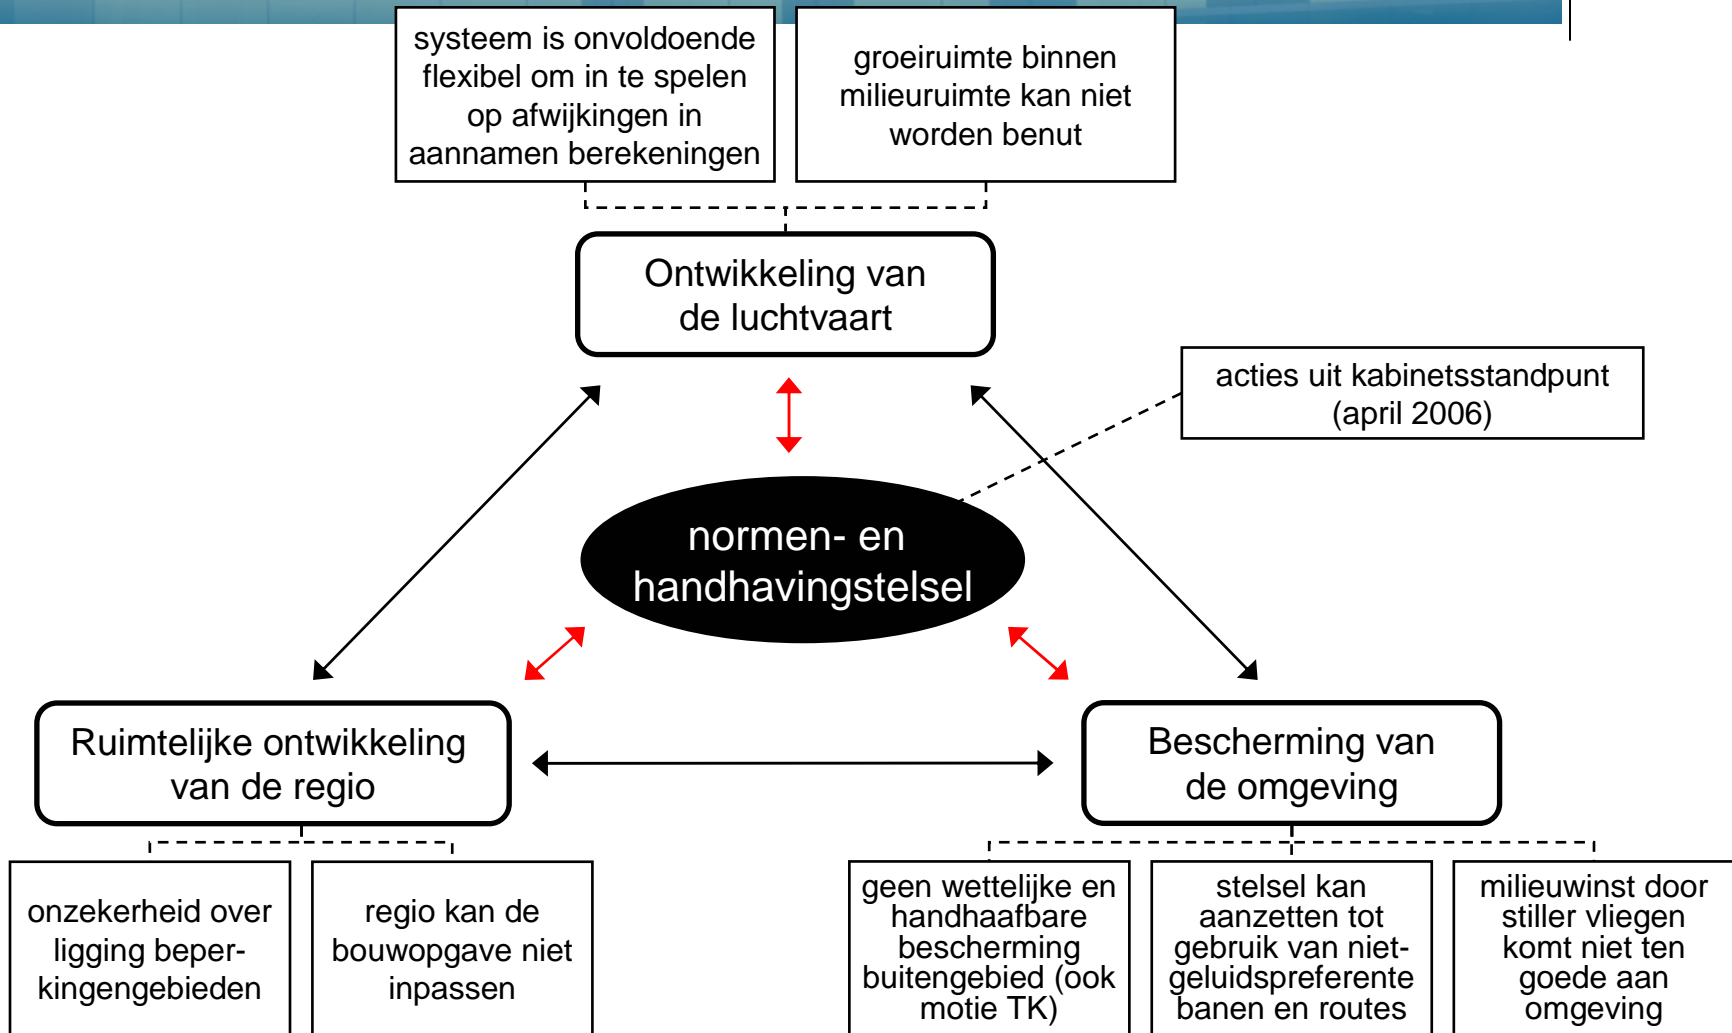 systeem is onvoldoende
flexibel om in te spelen
op afwijkingen in
aannamen berekeningen
groeiruimte binnen
milieuruimte kan niet
worden benut
Ontwikkeling van
de luchtvaart
acties uit kabinetsstandpunt
(april 2006)
normen- en
handhavingstelsel
Ruimtelijke ontwikkeling
van de regio
Bescherming van
de omgeving
onzekerheid over
ligging beper-
kingengebieden
regio kan de
bouwopgave niet
inpassen
geen wettelijke en
handhaafbare
bescherming
buitengebied (ook
motie TK)
stelsel kan
aanzetten tot
gebruik van niet-
geluidspreferente
banen en routes
milieuwinst door
stiller vliegen
komt niet ten
goede aan
omgeving